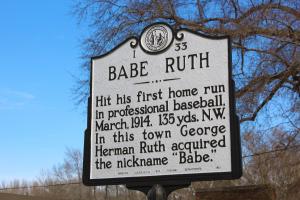 I 33
BABE RUTH
Hit his first home run
in professional baseball,
March, 1914. 135 yds. N.W.
In this town George
Herman Ruth acquired
the nickname "Babe."